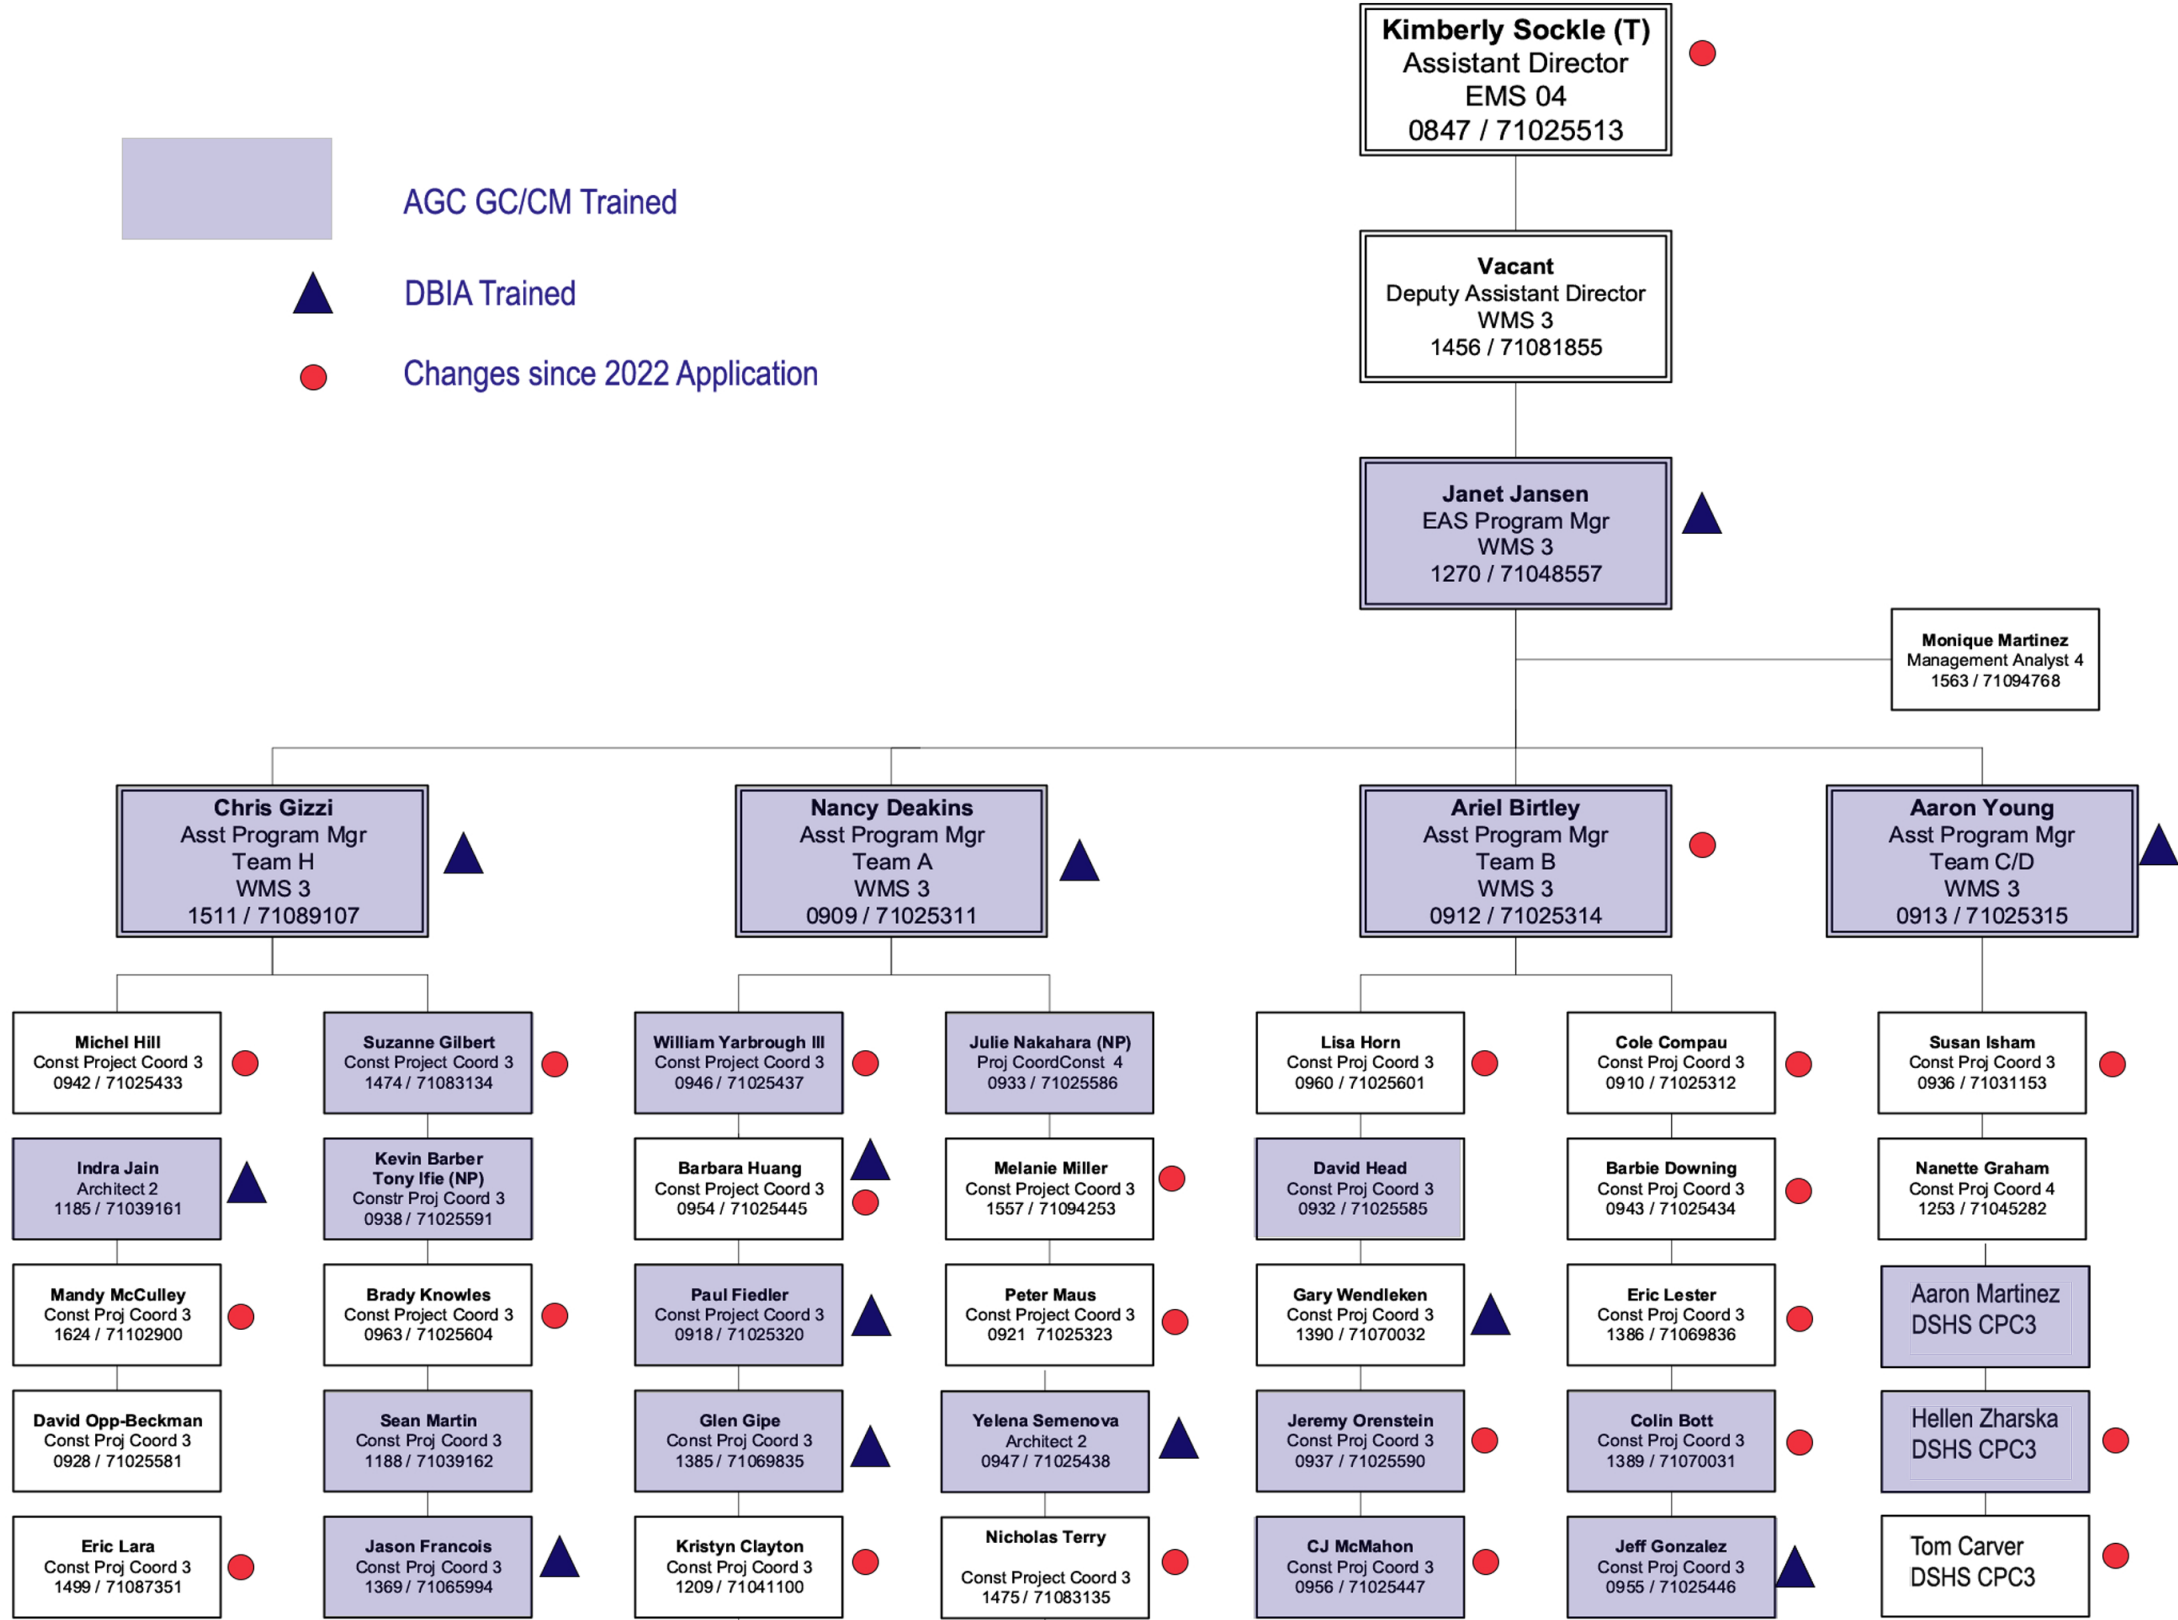 Kimberly Sockle (T)
Assistant Director
EMS 04
0847 / 71025513
AGC GC/CM Trained
DBIA Trained
Changes since 2022 Application
Vacant
Deputy Assistant Director
WMS 3
1456 / 71081855
Janet Jansen
EAS Program Mgr
WMS 3
1270 / 71048557
Monique Martinez
Management Analyst 4
1563 / 71094768
Chris Gizzi
Asst Program Mgr
Team H
WMS 3
1511 / 71089107
Nancy Deakins
Asst Program Mgr
Team A
WMS 3
0909 / 71025311
Ariel Birtley
Asst Program Mgr
Team B
WMS 3
0912 / 71025314
Aaron Young
Asst Program Mgr
Team C/D
WMS 3
0913 / 71025315
Michel Hill
Const Project Coord 3
0942 / 71025433
Suzanne Gilbert
Const Project Coord 3
1474 / 71083134
William Yarbrough III
Const Project Coord 3
0946 / 71025437
Julie Nakahara (NP)
Proj CoordConst 4
0933 / 71025586
Lisa Horn
Const Proj Coord 3
0960 / 71025601
Cole Compau
Const Proj Coord 3
0910 / 71025312
Susan Isham
Const Proj Coord 3
0936 / 71031153
Indra Jain
Architect 2
1185 / 71039161
Kevin Barber
Tony Ifie (NP)
Constr Proj Coord 3
0938 / 71025591
Barbara Huang
Const Project Coord 3
0954 / 71025445
Melanie Miller
Const Project Coord 3
1557 / 71094253
David Head
Const Proj Coord 3
0932 / 71025585
Barbie Downing
Const Proj Coord 3
0943 / 71025434
Nanette Graham
Const Proj Coord 4
1253 / 71045282
Mandy McCulley
Const Proj Coord 3
1624 / 71102900
Brady Knowles
Const Project Coord 3
0963 / 71025604
Paul Fiedler
Const Project Coord 3
0918 / 71025320
Peter Maus
Const Project Coord 3
0921 71025323
Gary Wendleken
Const Proj Coord 3
1390 / 71070032
Eric Lester
Const Proj Coord 3
1386 / 71069836
Aaron Martinez
DSHS CPC3
David Opp-Beckman
Const Proj Coord 3
0928 / 71025581
Sean Martin
Const Proj Coord 3
1188 / 71039162
Glen Gipe
Const Proj Coord 3
1385 / 71069835
Yelena Semenova
Architect 2
0947 / 71025438
Jeremy Orenstein
Const Proj Coord 3
0937 / 71025590
Colin Bott
Const Proj Coord 3
1389 / 71070031
Hellen Zharska
DSHS CPC3
Eric Lara
Const Proj Coord 3
1499 / 71087351
Jason Francois
Const Proj Coord 3
1369 / 71065994
Kristyn Clayton
Const Proj Coord 3
1209 / 71041100
Nicholas Terry
Const Project Coord 3
1475 / 71083135
CJ McMahon
Const Proj Coord 3
0956 / 71025447
Jeff Gonzalez
Const Proj Coord 3
0955 / 71025446
Tom Carver
DSHS CPC3